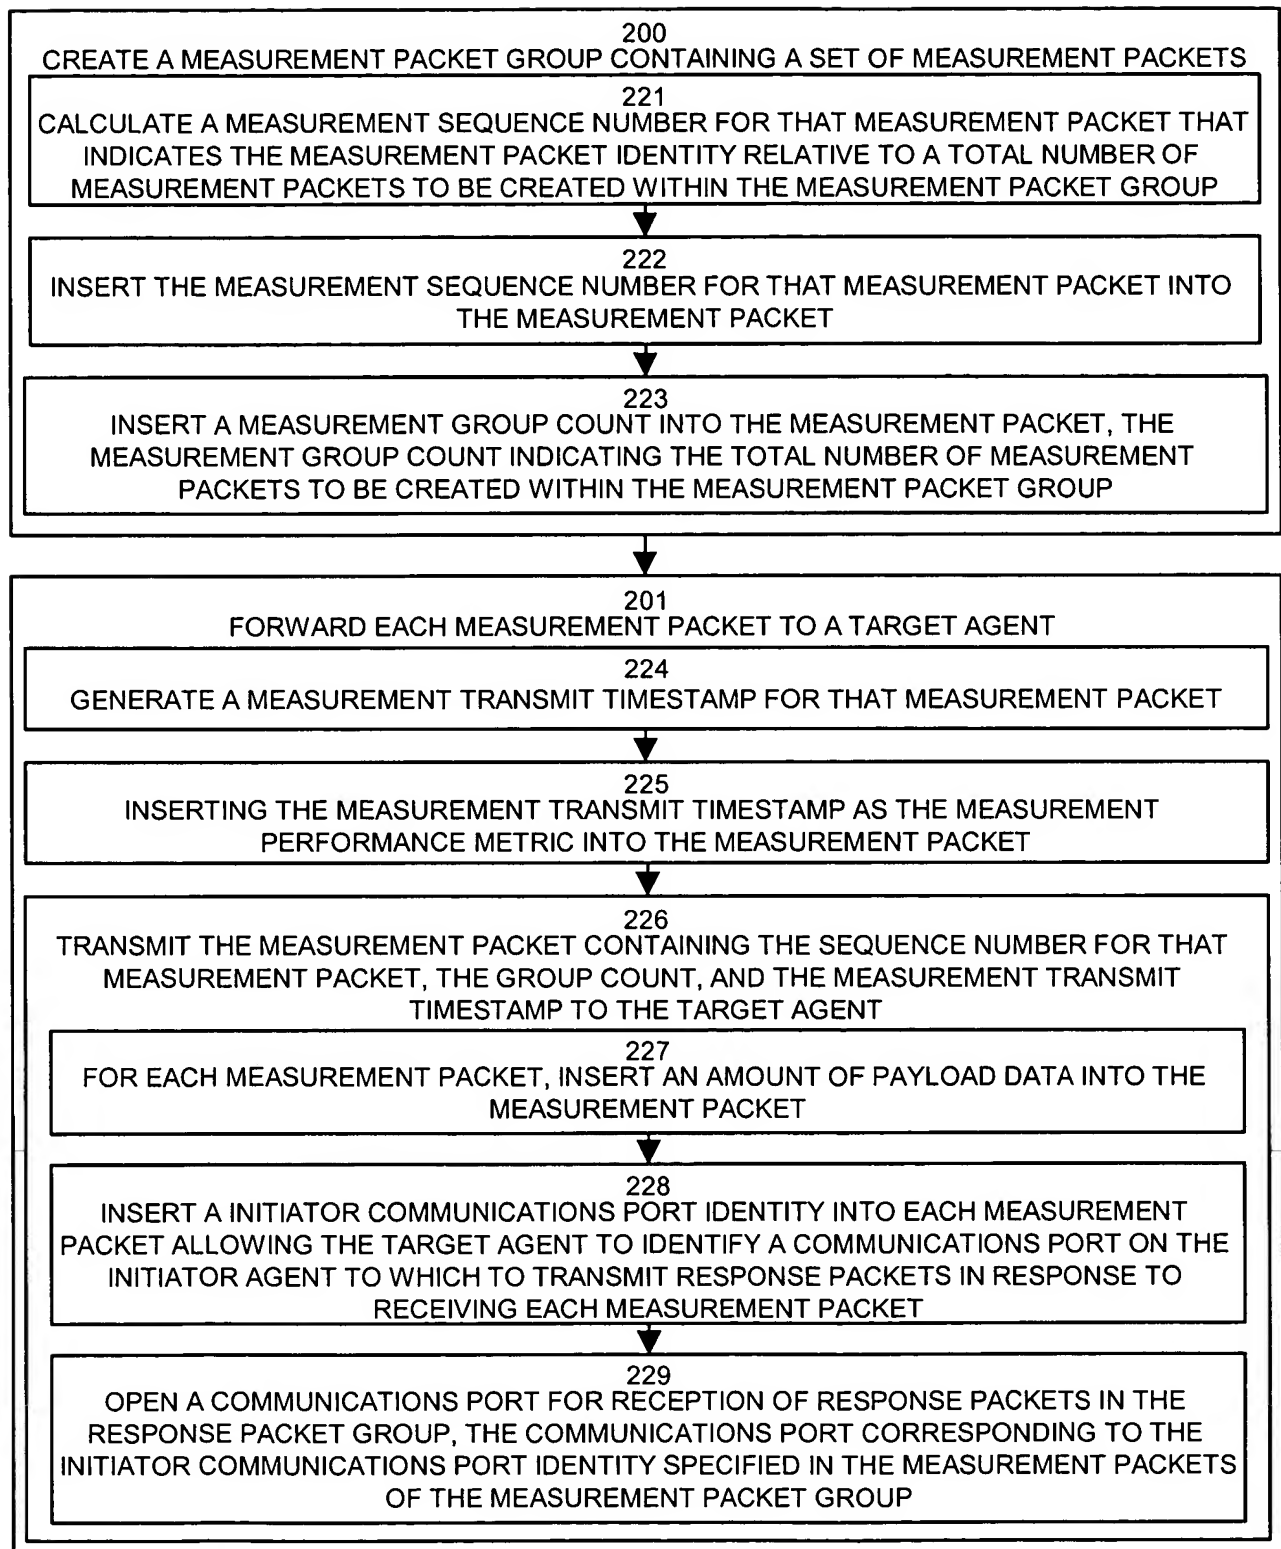 200
CREATE A MEASUREMENT PACKET GROUP CONTAINING A SET OF MEASUREMENT PACKETS
221
CALCULATE A MEASUREMENT SEQUENCE NUMBER FOR THAT MEASUREMENT PACKET THAT
INDICATES THE MEASUREMENT PACKET IDENTITY RELATIVE TO A TOTAL NUMBER OF
MEASUREMENT PACKETS TO BE CREATED WITHIN THE MEASUREMENT PACKET GROUP
222
INSERT THE MEASUREMENT SEQUENCE NUMBER FOR THAT MEASUREMENT PACKET INTO
THE MEASUREMENT PACKET
223
INSERT A MEASUREMENT GROUP COUNT INTO THE MEASUREMENT PACKET, THE
MEASUREMENT GROUP COUNT INDICATING THE TOTAL NUMBER OF MEASUREMENT
PACKETS TO BE CREATED WITHIN THE MEASUREMENT PACKET GROUP
201
FORWARD EACH MEASUREMENT PACKET TO A TARGET AGENT
224
GENERATE A MEASUREMENT TRANSMIT TIMESTAMP FOR THAT MEASUREMENT PACKET
225
INSERTING THE MEASUREMENT TRANSMIT TIMESTAMP AS THE MEASUREMENT
PERFORMANCE METRIC INTO THE MEASUREMENT PACKET
226
TRANSMIT THE MEASUREMENT PACKET CONTAINING THE SEQUENCE NUMBER FOR THAT
MEASUREMENT PACKET, THE GROUP COUNT, AND THE MEASUREMENT TRANSMIT
TIMESTAMP TO THE TARGET AGENT
227
FOR EACH MEASUREMENT PACKET, INSERT AN AMOUNT OF PAYLOAD DATA INTO THE
MEASUREMENT PACKET
228
INSERT A INITIATOR COMMUNICATIONS PORT IDENTITY INTO EACH MEASUREMENT
PACKET ALLOWING THE TARGET AGENT TO IDENTIFY A COMMUNICATIONS PORT ON THE
INITIATOR AGENT TO WHICH TO TRANSMIT RESPONSE PACKETS IN RESPONSE TO
RECEIVING EACH MEASUREMENT PACKET
229
OPEN A COMMUNICATIONS PORT FOR RECEPTION OF RESPONSE PACKETS IN THE
RESPONSE PACKET GROUP, THE COMMUNICATIONS PORT CORRESPONDING TO THE
INITIATOR COMMUNICATIONS PORT IDENTITY SPECIFIED IN THE MEASUREMENT PACKETS
OF THE MEASUREMENT PACKET GROUP